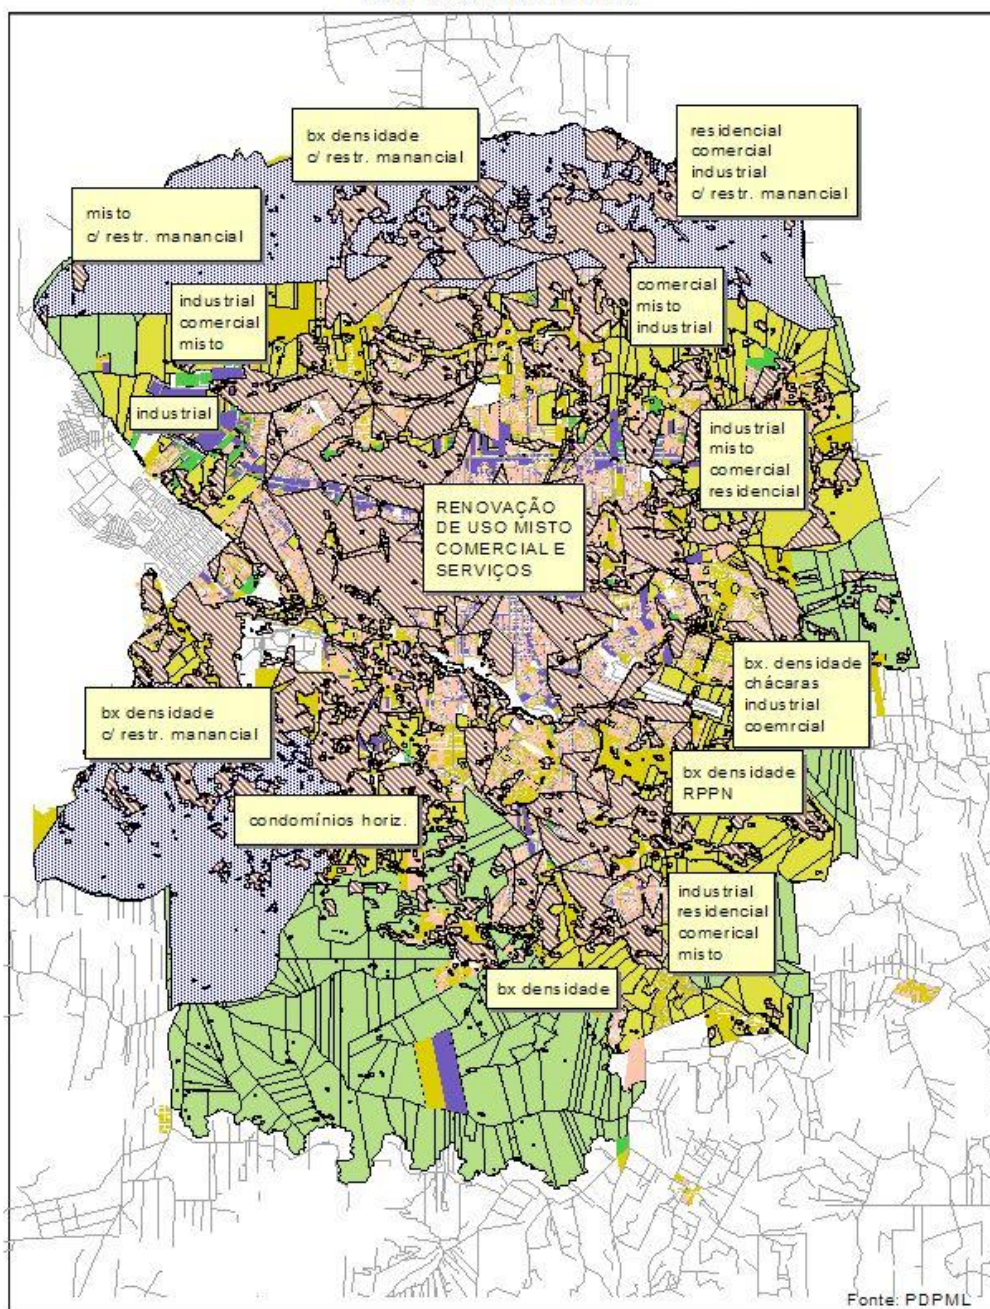 bx densidade
c/ restr. manancial
residencial
comercial
industrial
c/ restr. manancial
misto
c/ restr. manancial
industrial
comercial
misto
comercial
misto
industrial
industrial
industrial
misto
comercial
residencial
RENOVAÇÃO
DE USO MISTO
COMERCIAL E
SERVIÇOS
bx. densidade
chácaras
industrial
coemrcial
bx densidade
c/ restr. manancial
bx densidade
RPPN
condomínios horiz.
industrial
residencial
comerical
misto
bx densidade
Fonte: PDPML